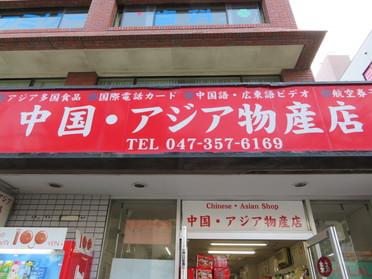 アジア多国食品 国際電話カード 中国語・広東語ビデオ 航空券
中国・アジア物産店
TEL 047-357-6169
Chinese・Asian Shop
中国・アジア物産店
100